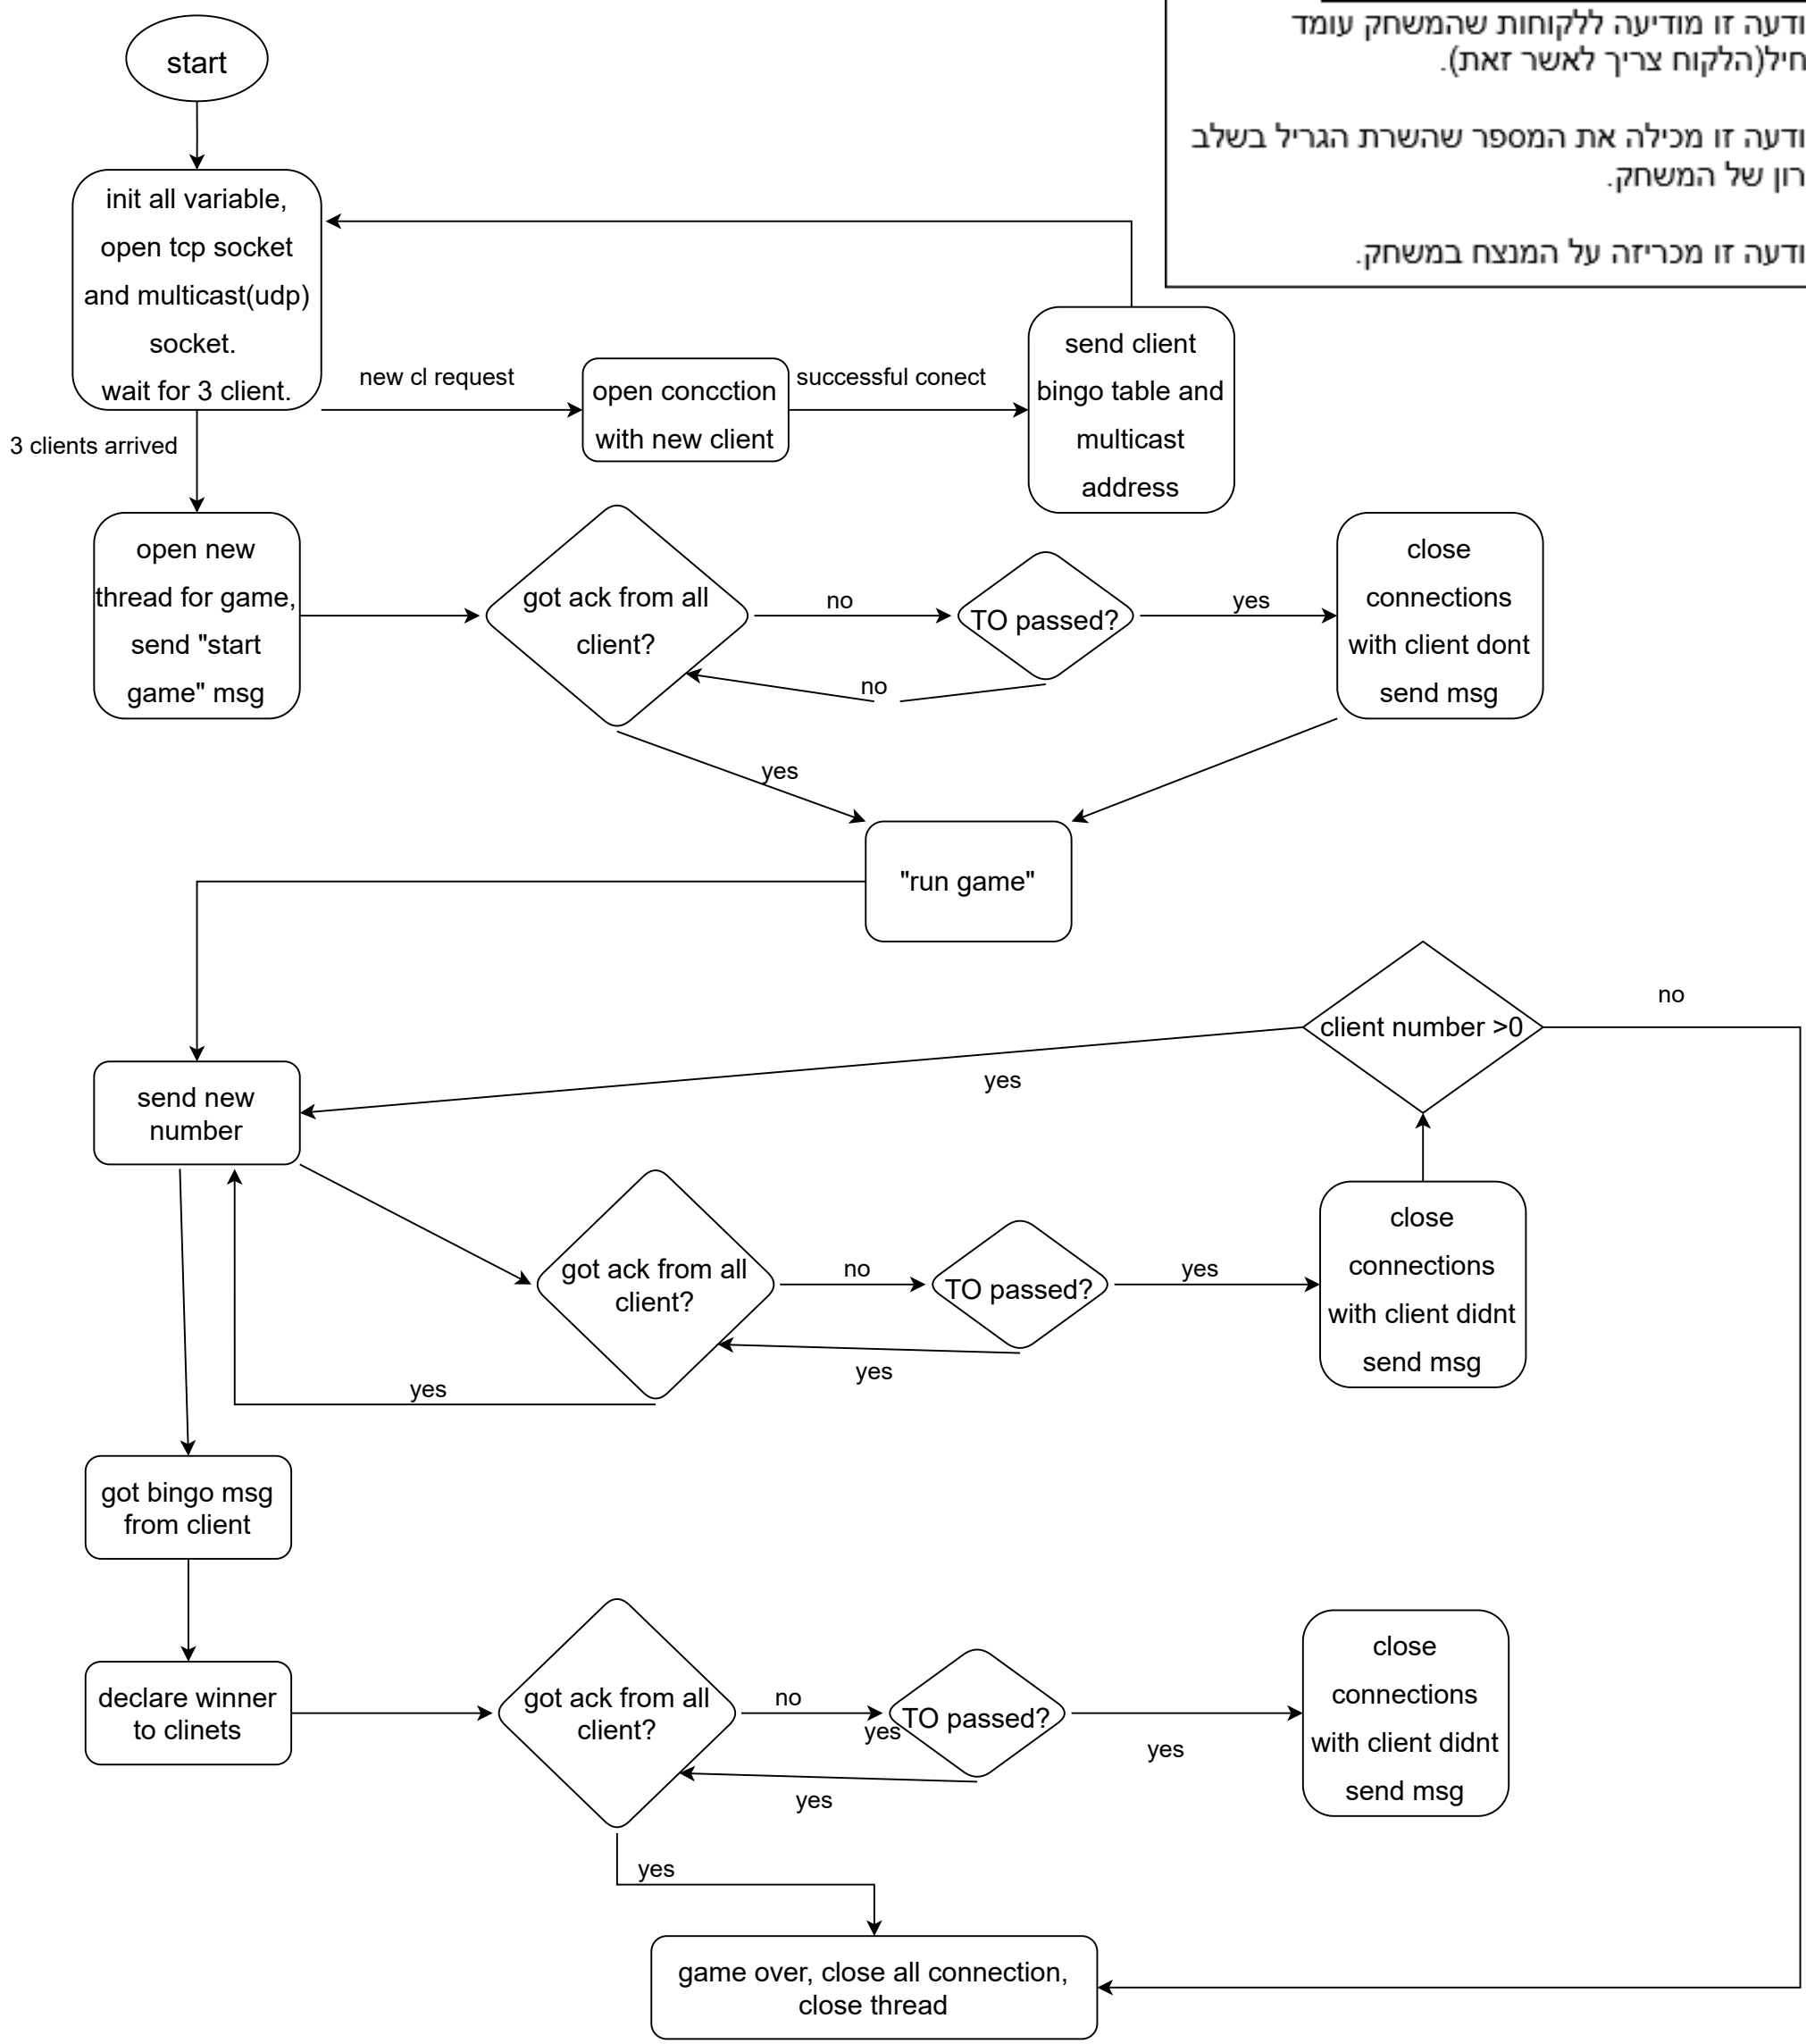 ודעה זו מודיעה ללקוחות שהמשחק עומד
חיל(הלקוח צריך לאשר זאת).
ודעה זו מכילה את המספר שהשרת הגריל בשלב
רון של המשחק.
ודעה זו מכריזה על המנצח במשחק.
start
init all variable,
open tcp socket
and multicast(udp)
socket.
wait for 3 client.
new cl request
open concction
with new client
successful conect
send client
bingo table and
multicast
address
3 clients arrived
open new
thread for game,
send "start
game" msg
got ack from all
client?
no
TO passed?
yes
close
connections
with client dont
send msg
no
yes
"run game"
client number >0
no
yes
send new
number
got ack from all
client?
no
TO passed?
yes
close
connections
with client didnt
send msg
yes
yes
got bingo msg
from client
declare winner
to clinets
got ack from all
client?
no
yes
TO passed?
yes
close
connections
with client didnt
send msg
yes
yes
game over, close all connection,
close thread